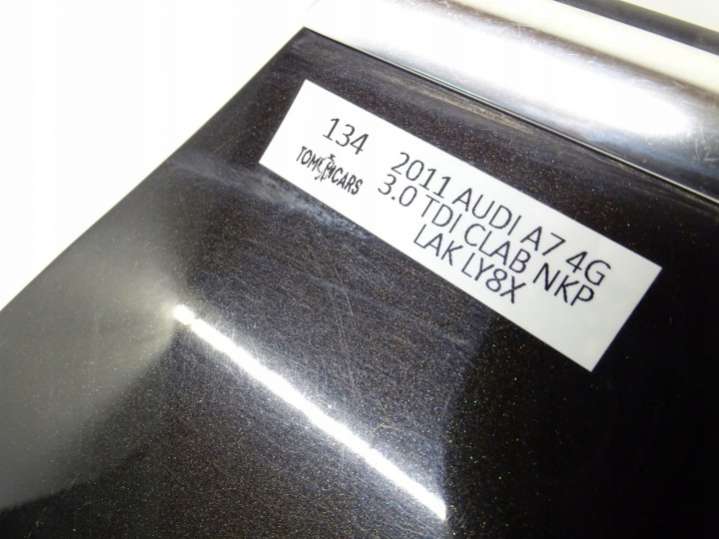 134
TOMCARS
2011 AUDI A7 4G
3.0 TDI CLAB NKP
LAK LY8X